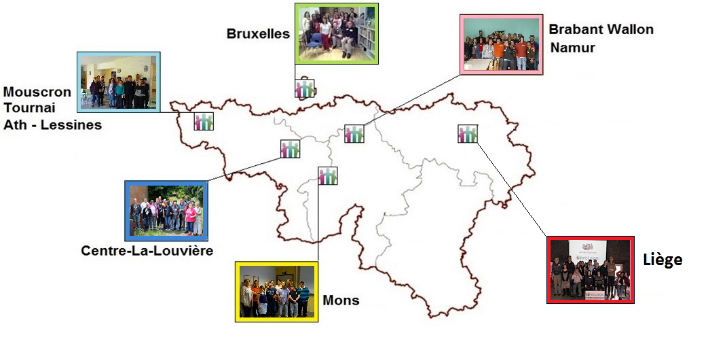 Bruxelles
Brabant Wallon
Namur
Mouscron
Tournai
Ath - Lessines
Centre-La-Louvière
Liège
Mons